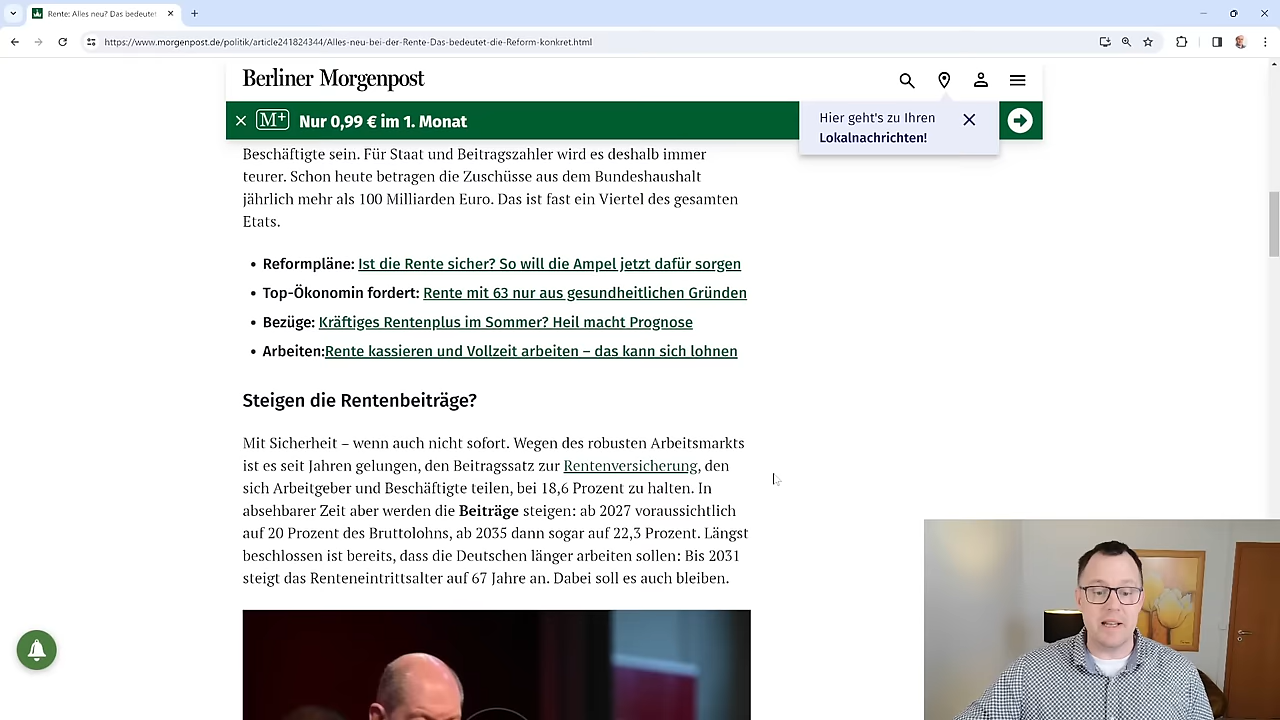 Rente: Alles neu? Das bedeutet
https://www.morgenpost.de/politik/article241824344/Alles-neu-bei-der-Rente-Das-bedeutet-die-Reform-konkret.html
Berliner Morgenpost
M+ Nur 0,99 € im 1. Monat
Hier geht's zu Ihren
Lokalnachrichten!
Beschäftigte sein. Für Staat und Beitragszahler wird es deshalb immer
teurer. Schon heute betragen die Zuschüsse aus dem Bundeshaushalt
jährlich mehr als 100 Milliarden Euro. Das ist fast ein Viertel des gesamten
Etats.
• Reformpläne: Ist die Rente sicher? So will die Ampel jetzt dafür sorgen
• Top-Ökonomin fordert: Rente mit 63 nur aus gesundheitlichen Gründen
• Bezüge: Kräftiges Rentenplus im Sommer? Heil macht Prognose
• Arbeiten:Rente kassieren und Vollzeit arbeiten – das kann sich lohnen
Steigen die Rentenbeiträge?
Mit Sicherheit – wenn auch nicht sofort. Wegen des robusten Arbeitsmarkts
ist es seit Jahren gelungen, den Beitragssatz zur Rentenversicherung, den
sich Arbeitgeber und Beschäftigte teilen, bei 18,6 Prozent zu halten. In
absehbarer Zeit aber werden die Beiträge steigen: ab 2027 voraussichtlich
auf 20 Prozent des Bruttolohns, ab 2035 dann sogar auf 22,3 Prozent. Längst
beschlossen ist bereits, dass die Deutschen länger arbeiten sollen: Bis 2031
steigt das Renteneintrittsalter auf 67 Jahre an. Dabei soll es auch bleiben.